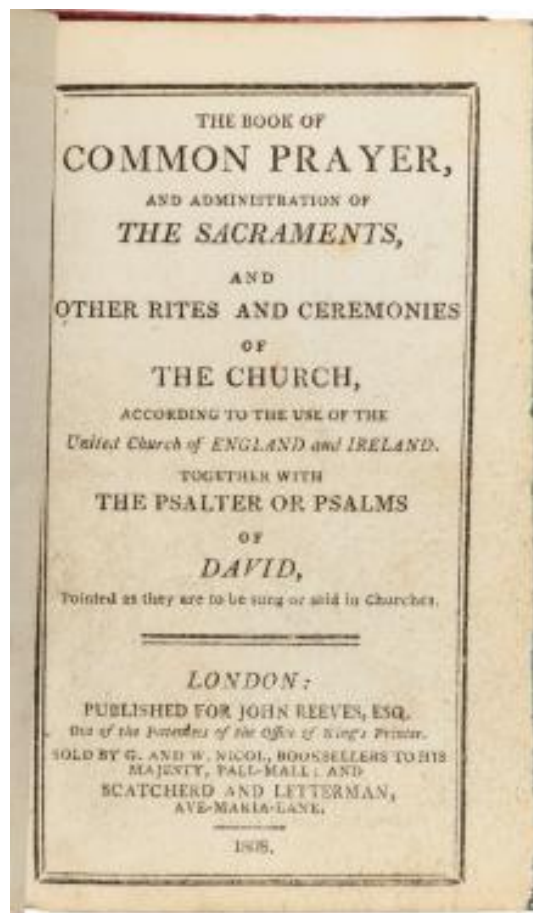 THE BOOK OF
COMMON PRAYER,
AND ADMINISTRATION OF
THE SACRAMENTS,
AND
OTHER RITES AND CEREMONIES
OF
THE CHURCH,
ACCORDING TO THE USE OF THE
United Church of ENGLAND and IRELAND.
TOGETHER WITH
THE PSALTER OR PSALMS
OF
DAVID,
Pointed as they are to be sung or said in Churches.
LONDON:
PUBLISHED FOR JOHN REEVES, ESQ.
One of the Patentees of the Office of King's Printer.
SOLD BY G. AND W. NICOL, BOOKSELLERS TO HIS
MAJESTY, PALL-MALL; AND
SCATCHERD AND LETTERMAN,
AVE-MARIA-LANE.
1808.